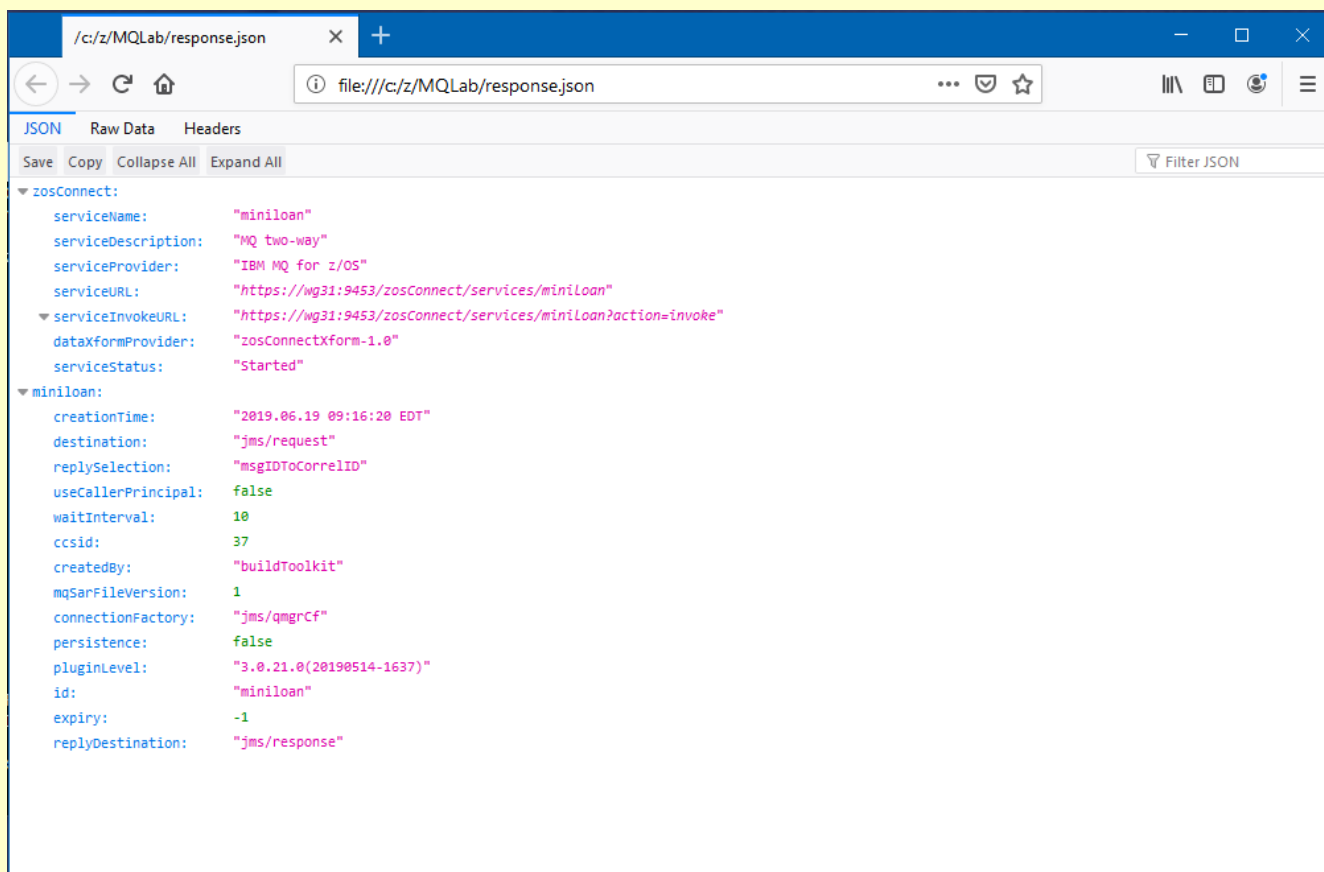 /c:/z/MQLab/response.json
file:///c:/z/MQLab/response.json
JSON Raw Data Headers
Save Copy Collapse All Expand All Filter JSON
zosConnect:
serviceName: "miniloan"
serviceDescription: "MQ two-way"
serviceProvider: "IBM MQ for z/OS"
serviceURL: "https://wg31:9453/zosConnect/services/miniloan"
serviceInvokeURL: "https://wg31:9453/zosConnect/services/miniloan?action=invoke"
dataXformProvider: "zosConnectXform-1.0"
serviceStatus: "Started"
miniloan:
creationTime: "2019.06.19 09:16:20 EDT"
destination: "jms/request"
replySelection: "msgIDToCorrelID"
useCallerPrincipal: false
waitInterval: 10
ccsid: 37
createdBy: "buildToolkit"
mqSarFileVersion: 1
connectionFactory: "jms/qmgrCf"
persistence: false
pluginLevel: "3.0.21.0(20190514-1637)"
id: "miniloan"
expiry: -1
replyDestination: "jms/response"